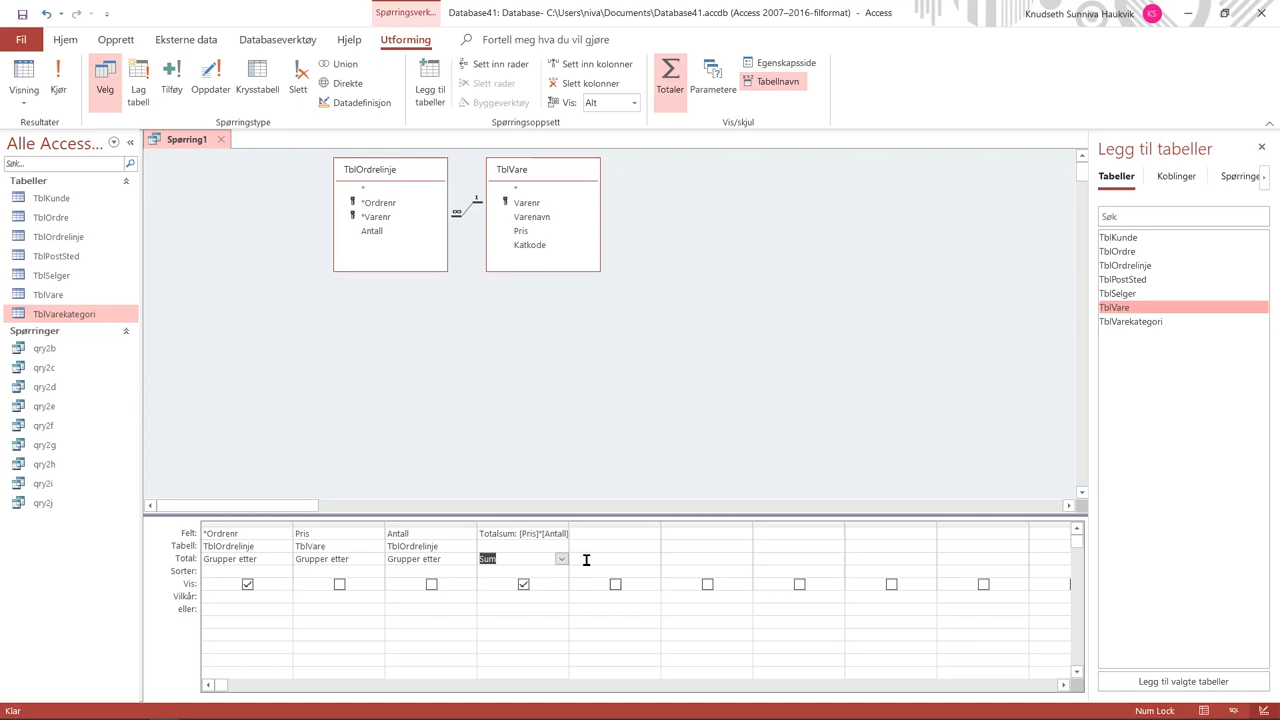 Spørringsverk...
Database41: Database- C:\Users\niva\Documents\Database41.accdb (Access 2007–2016-filformat) - Access
Knudseth Sunniva Haukvik
KS
Fil
Hjem
Opprett
Eksterne data
Databaseverktøy
Hjelp
Utforming
Fortell meg hva du vil gjøre
Visning
Kjør
Velg
Lag tabell
Tilføy
Oppdater
Krysstabell
Slett
Union
Direkte
Datadefinisjon
Legg til tabeller
Sett inn rader
Slett rader
Byggeverktøy
Sett inn kolonner
Slett kolonner
Vis: Alt
Totaler
Parametere
Egenskapsside
XYZ Tabellnavn
Resultater
Spørringstype
Spørringsoppsett
Vis/skjul
Alle Access...
Søk...
Tabeller
TblKunde
TblOrdre
TblOrdrelinje
TblPostSted
TblSelger
TblVare
TblVarekategori
Spørringer
qry2b
qry2c
qry2d
qry2e
qry2f
qry2g
qry2h
qry2i
qry2j
Spørring1
TblOrdrelinje
*
*Ordrenr
*Varenr
Antall
∞
1
TblVare
*
Varenr
Varenavn
Pris
Katkode
Felt: *Ordrenr Pris Antall Totalsum: [Pris]*[Antall]
Tabell: TblOrdrelinje TblVare TblOrdrelinje
Total: Grupper etter Grupper etter Grupper etter Sum
Sorter:
Vis:
Vilkår:
eller:
Legg til tabeller
Tabeller
Koblinger
Spørringe
Søk
TblKunde
TblOrdre
TblOrdrelinje
TblPostSted
TblSelger
TblVare
TblVarekategori
Legg til valgte tabeller
Klar
Num Lock
SQL